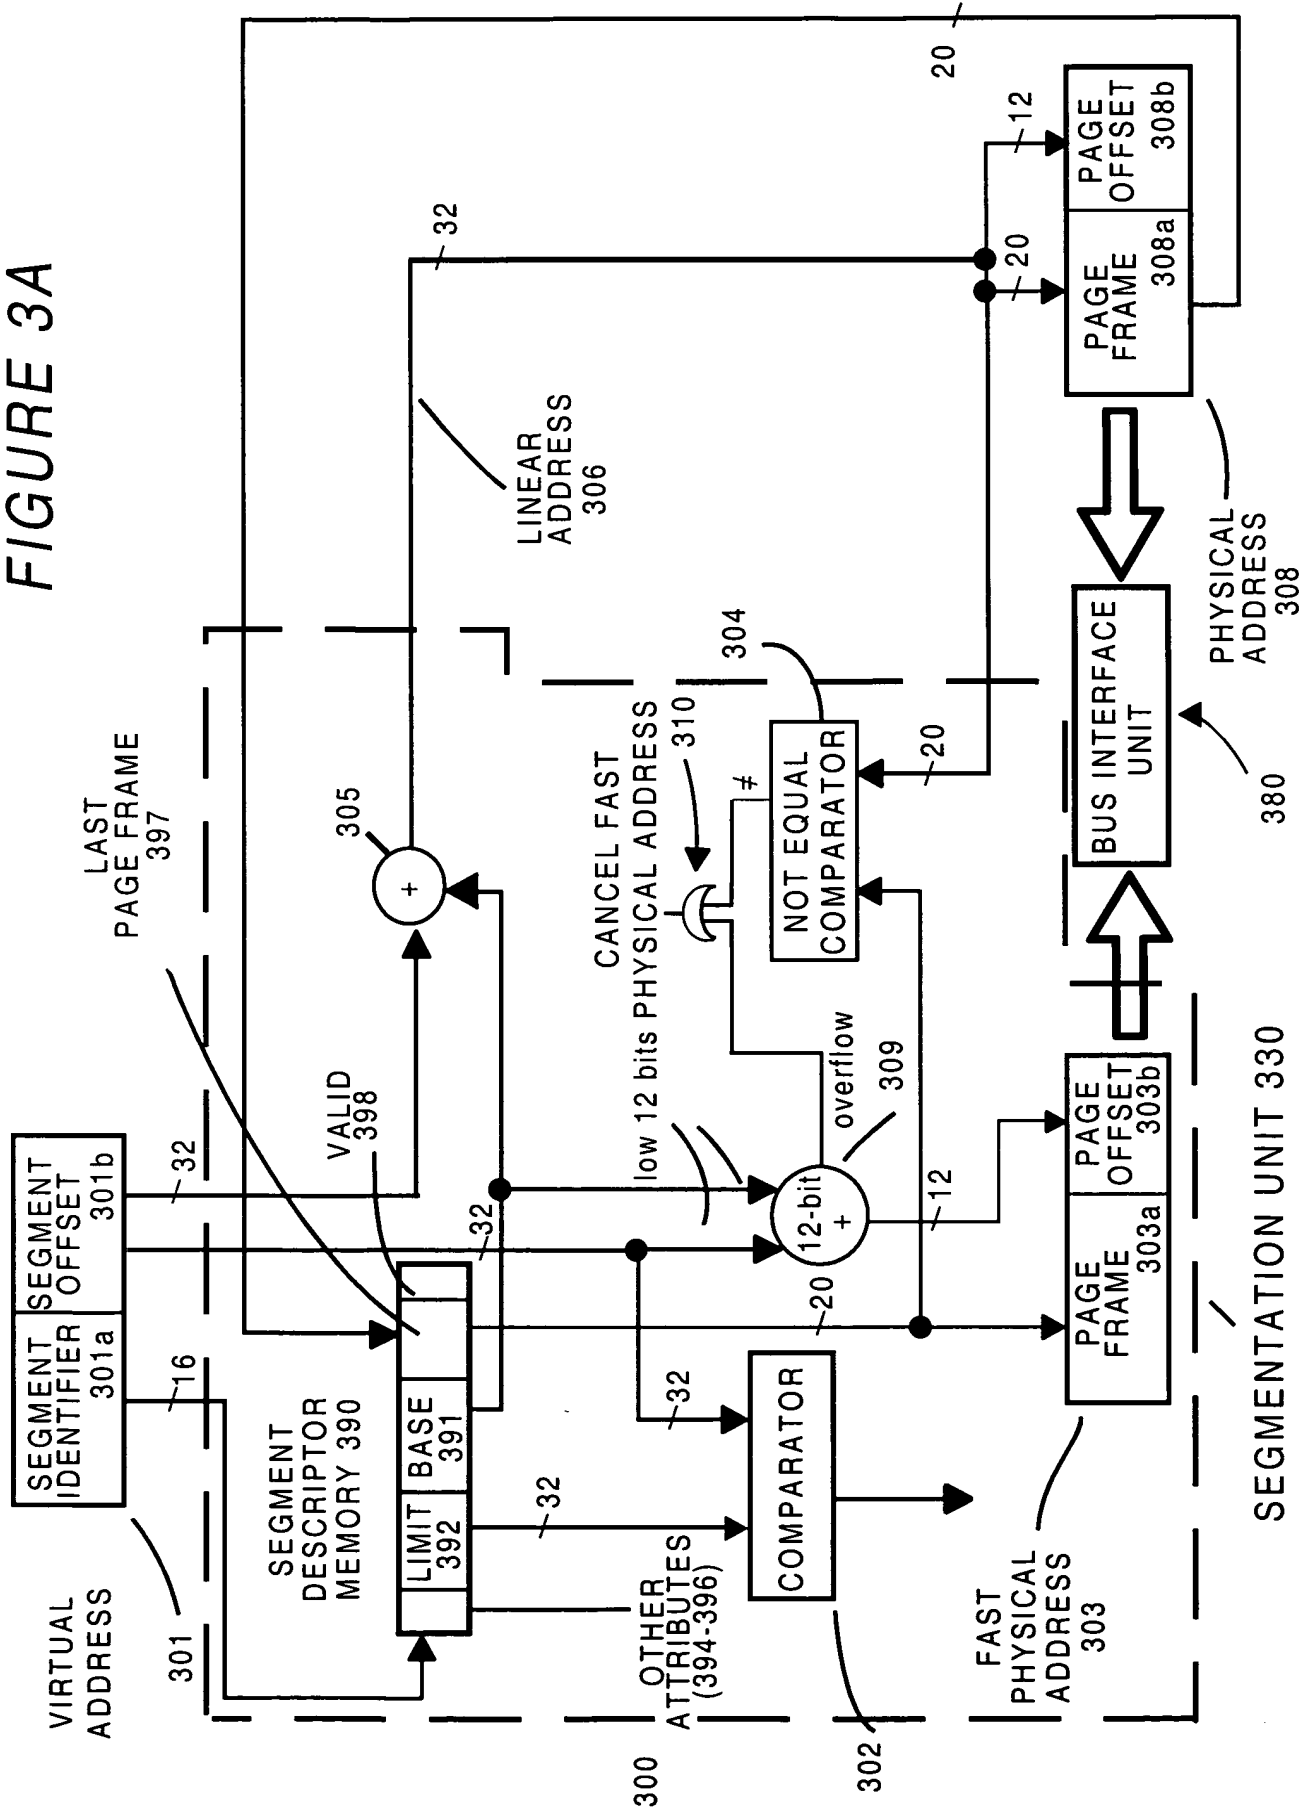 FIGURE 3A
VIRTUAL
ADDRESS
301
SEGMENT
IDENTIFIER
301a
SEGMENT
OFFSET
301b
16
32
32
LAST
PAGE FRAME
397
VALID
398
SEGMENT
DESCRIPTOR
MEMORY 390
LIMIT
392
BASE
391
305
+
32
LINEAR
ADDRESS
306
20
OTHER
ATTRIBUTES
(394-396)
32
32
COMPARATOR
302
300
low 12 bits
12-bit
+
overflow
309
20
12
CANCEL FAST
PHYSICAL ADDRESS
310
≠
NOT EQUAL
COMPARATOR
304
20
20
12
FAST
PHYSICAL
ADDRESS
303
PAGE
FRAME
303a
PAGE
OFFSET
303b
BUS INTERFACE
UNIT
380
PAGE
FRAME
308a
PAGE
OFFSET
308b
PHYSICAL
ADDRESS
308
SEGMENTATION UNIT 330